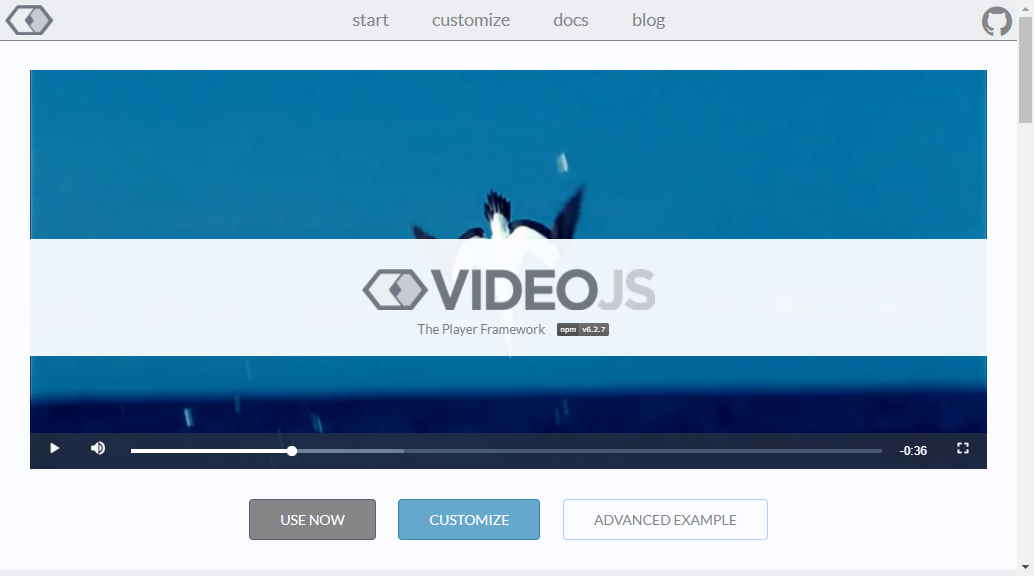 start customize docs blog
VIDEOJS
The Player Framework npm v6.2.7
-0:36
USE NOW CUSTOMIZE ADVANCED EXAMPLE